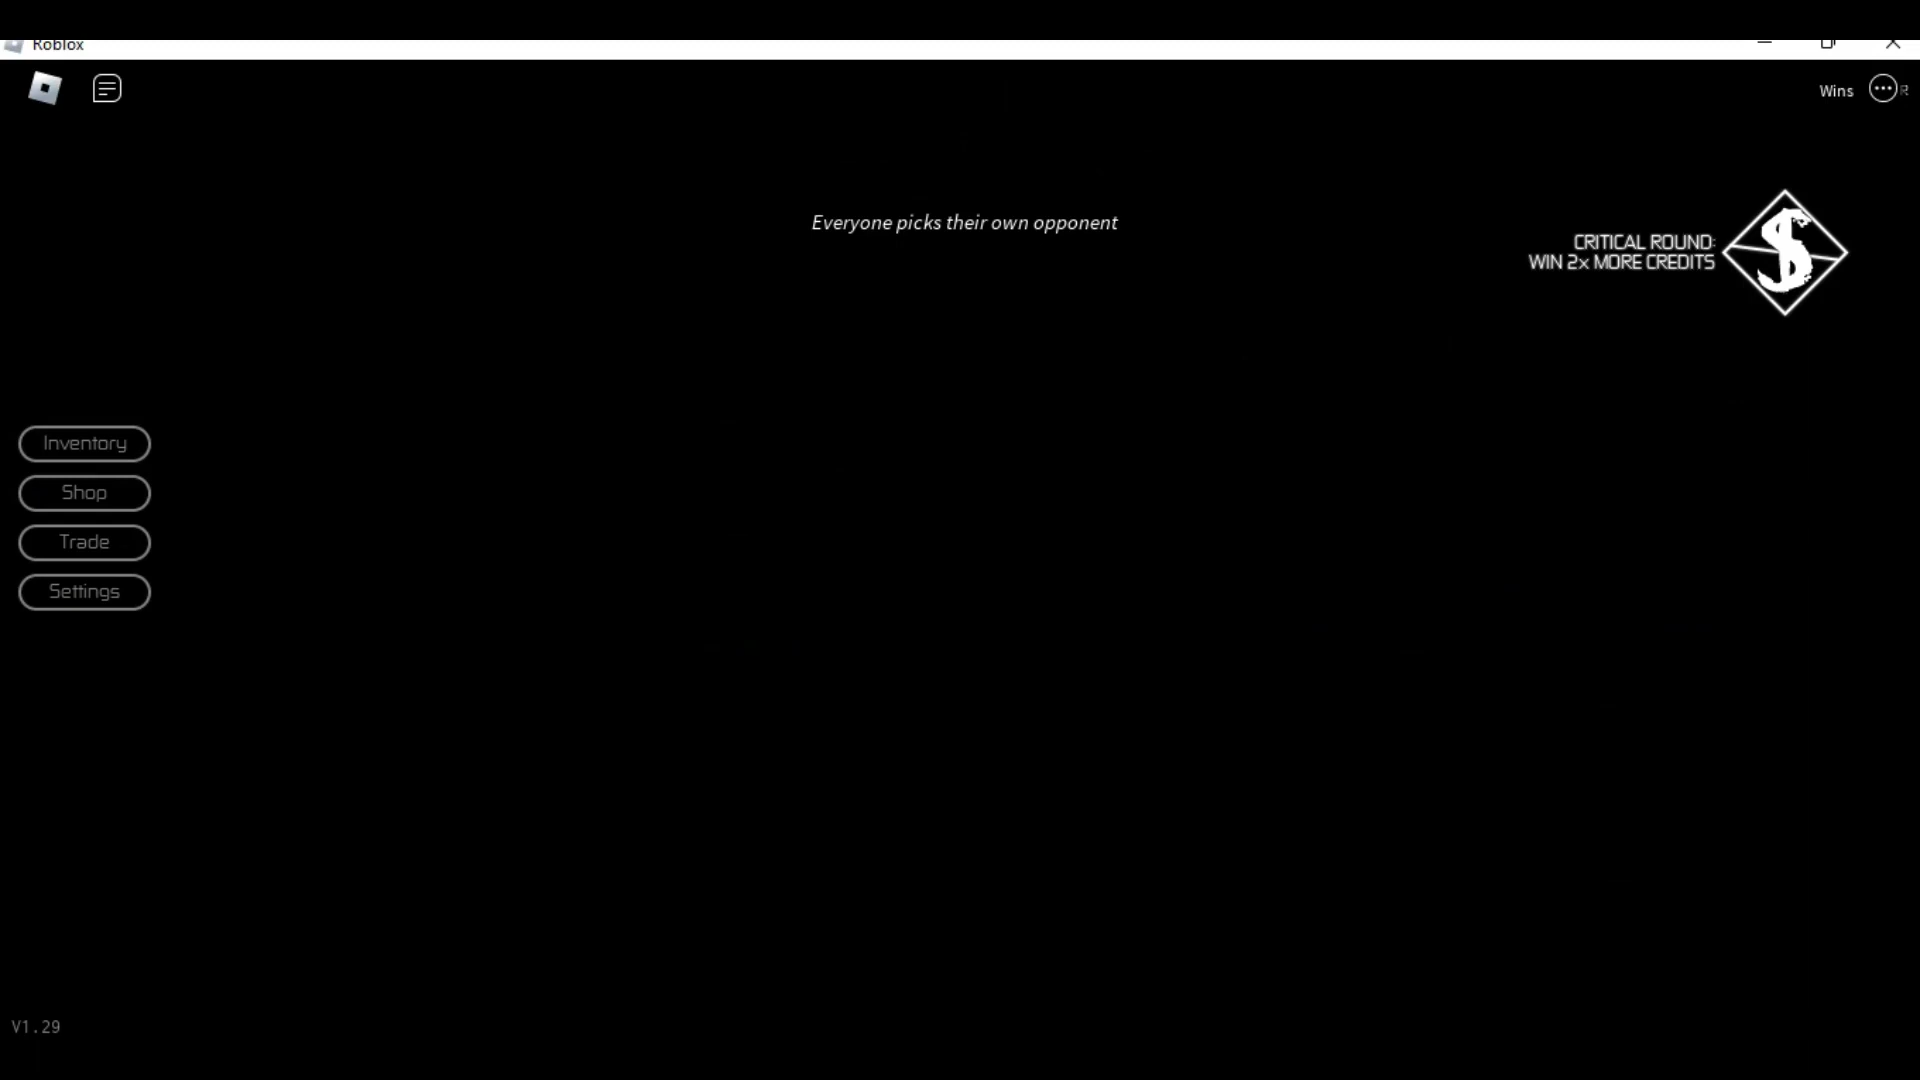 Roblox
Wins
R
Everyone picks their own opponent
CRITICAL ROUND:
WIN 2x MORE CREDITS
$
Inventory
Shop
Trade
Settings
V1.29